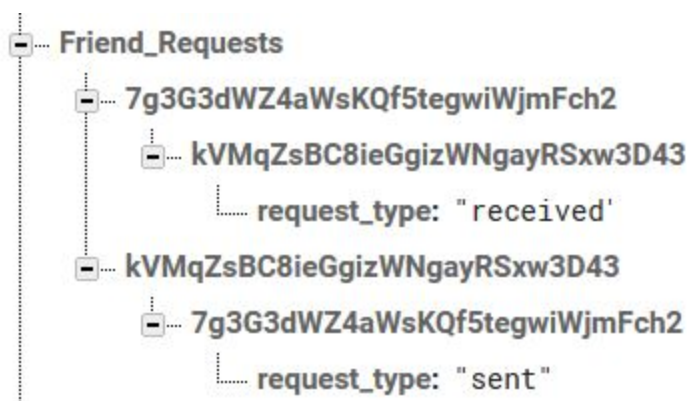 Friend_Requests
7g3G3dWZ4aWsKQf5tegwiWjmFch2
kVMqZsBC8ieGgizWNgayRSxw3D43
request_type: "received'
kVMqZsBC8ieGgizWNgayRSxw3D43
7g3G3dWZ4aWsKQf5tegwiWjmFch2
request_type: "sent"